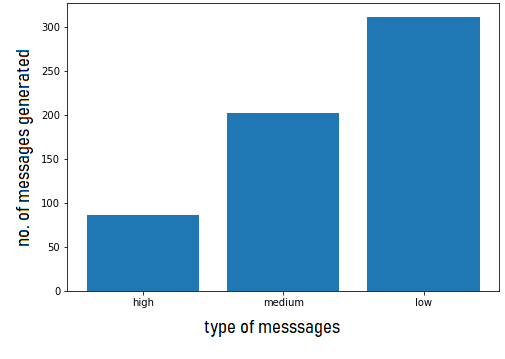 300
250
200
150
100
50
0
no. of messages generated
high medium low
type of messsages